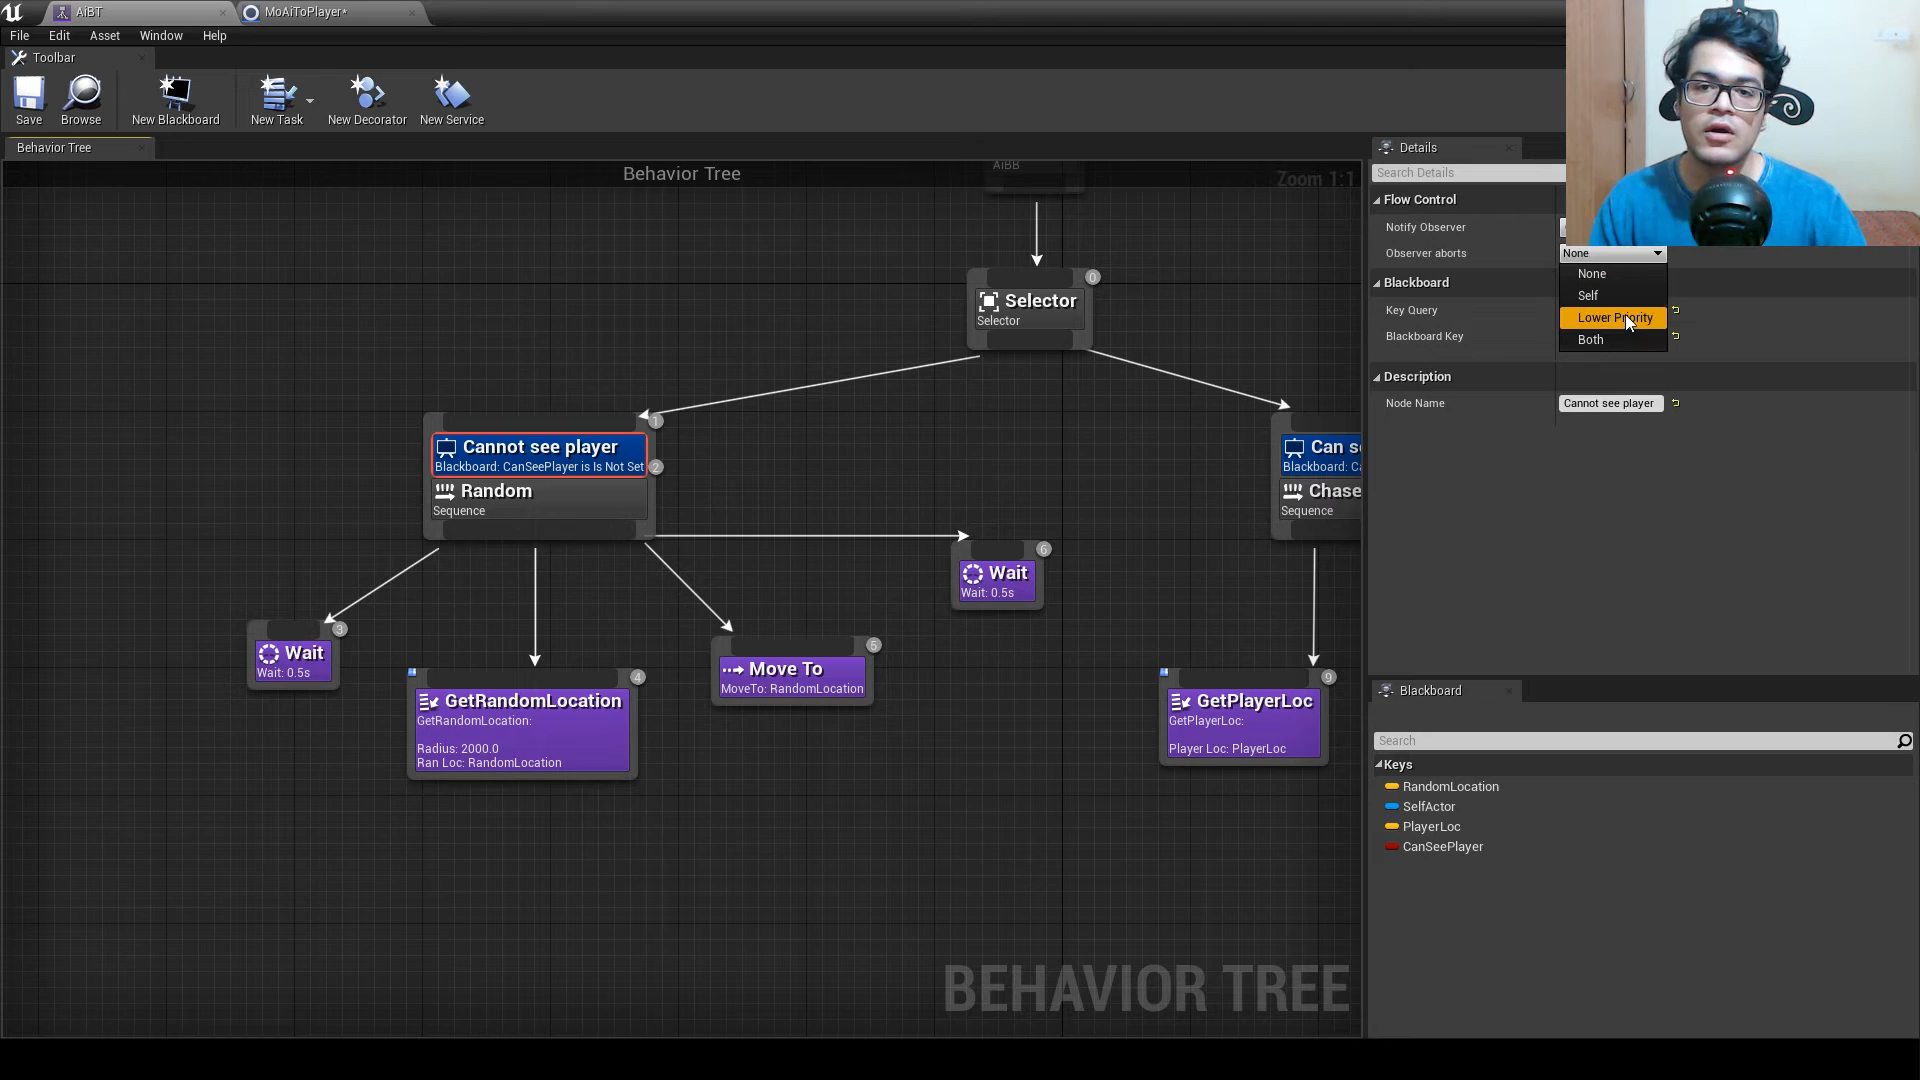 AiBT
MoAiToPlayer*
File Edit Asset Window Help
Toolbar
Save Browse New Blackboard New Task New Decorator New Service
Behavior Tree
Behavior Tree
Zoom 1:1
AiBB
0
Selector
Selector
1
Cannot see player
Blackboard: CanSeePlayer is Is Not Set
2
Random
Sequence
Can s
Blackboard: C
Chase
Sequence
6
Wait
Wait: 0.5s
3
Wait
Wait: 0.5s
4
GetRandomLocation
GetRandomLocation:
Radius: 2000.0
Ran Loc: RandomLocation
5
Move To
MoveTo: RandomLocation
9
GetPlayerLoc
GetPlayerLoc:
Player Loc: PlayerLoc
BEHAVIOR TREE
Details
Search Details
Flow Control
Notify Observer
Observer aborts None
None
Self
Lower Priority
Both
Blackboard
Key Query
Blackboard Key
Description
Node Name Cannot see player
Blackboard
Search
Keys
RandomLocation
SelfActor
PlayerLoc
CanSeePlayer